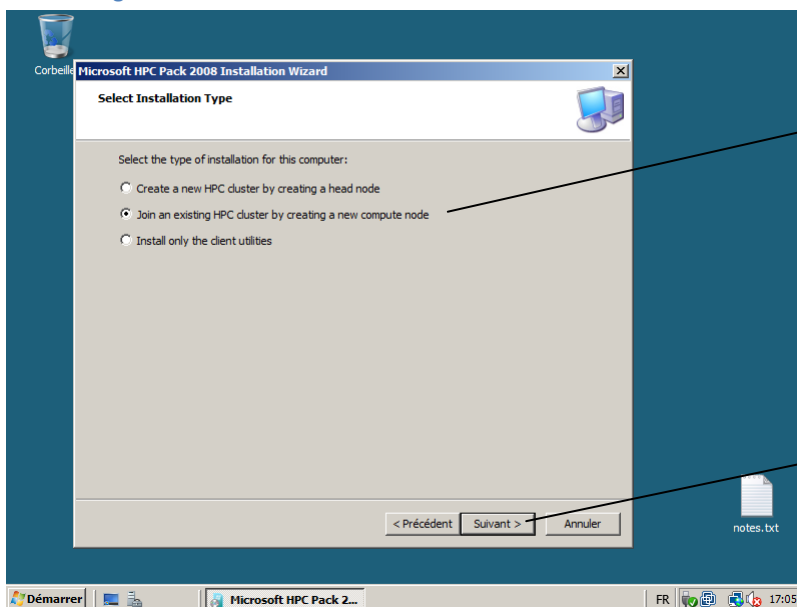 Corbeille
Microsoft HPC Pack 2008 Installation Wizard
Select Installation Type
Select the type of installation for this computer:
Create a new HPC cluster by creating a head node
Join an existing HPC cluster by creating a new compute node
Install only the client utilities
< Précédent Suivant > Annuler
notes.txt
Démarrer Microsoft HPC Pack 2... FR 17:05